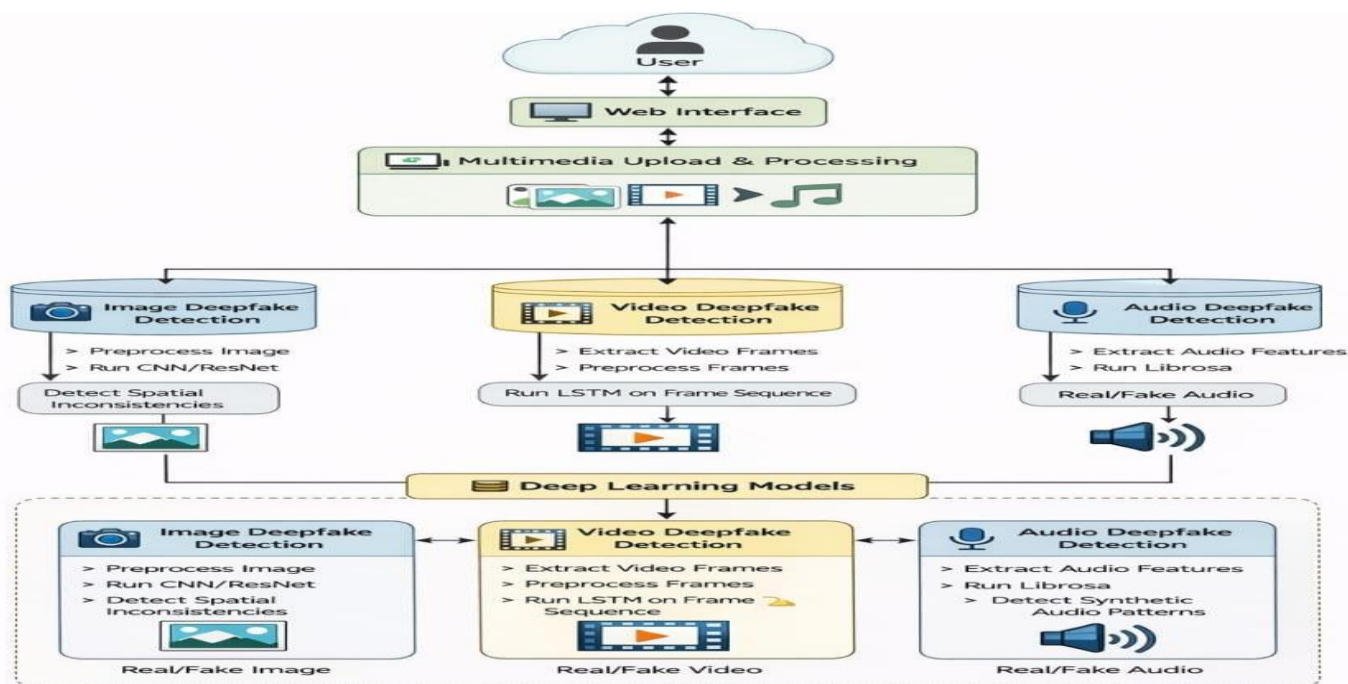 User
Web Interface
Multimedia Upload & Processing
Image Deepfake
Detection
> Preprocess Image
> Run CNN/ResNet
Detect Spatial
Inconsistencies
Video Deepfake
Detection
> Extract Video Frames
> Preprocess Frames
Run LSTM on Frame Sequence
Audio Deepfake
Detection
> Extract Audio Features
> Run Librosa
Real/Fake Audio
Deep Learning Models
Image Deepfake
Detection
> Preprocess Image
> Run CNN/ResNet
> Detect Spatial
Inconsistencies
Real/Fake Image
Video Deepfake
Detection
> Extract Video Frames
> Preprocess Frames
> Run LSTM on Frame
Sequence
Real/Fake Video
Audio Deepfake
Detection
> Extract Audio Features
> Run Librosa
> Detect Synthetic
Audio Patterns
Real/Fake Audio